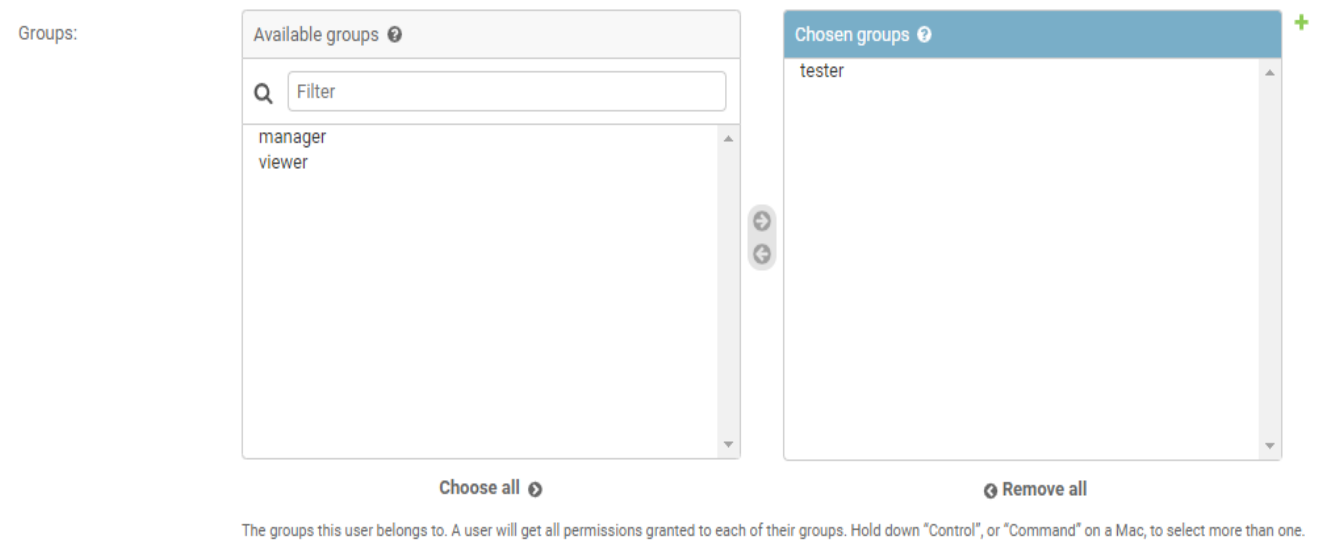 Groups:
Available groups
Chosen groups
Filter
tester
manager
viewer
Choose all
Remove all
The groups this user belongs to. A user will get all permissions granted to each of their groups. Hold down “Control”, or “Command” on a Mac, to select more than one.